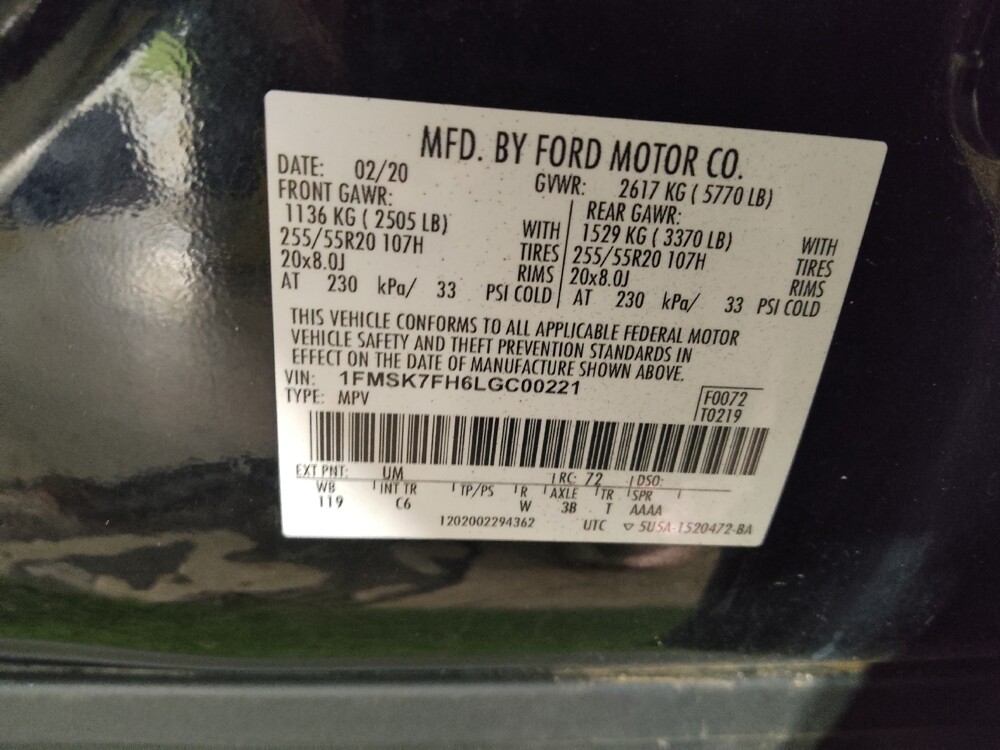 MFD. BY FORD MOTOR CO.
DATE: 02/20 GVWR: 2617 KG ( 5770 LB)
FRONT GAWR: REAR GAWR:
1136 KG ( 2505 LB) WITH 1529 KG ( 3370 LB) WITH
255/55R20 107H TIRES 255/55R20 107H TIRES
20x8.0J RIMS 20x8.0J RIMS
AT 230 kPa/ 33 PSI COLD AT 230 kPa/ 33 PSI COLD
THIS VEHICLE CONFORMS TO ALL APPLICABLE FEDERAL MOTOR
VEHICLE SAFETY AND THEFT PREVENTION STANDARDS IN
EFFECT ON THE DATE OF MANUFACTURE SHOWN ABOVE.
VIN: 1FMSK7FH6LGC00221
TYPE: MPV
F0072
T0219
EXT PNT: UM RC: 72 DSO:
WB INT TR TP/PS R AXLE TR SPR
119 C6 W 3B T AAAA
1202002294362 UTC ▽ 5U5A-1520472-BA